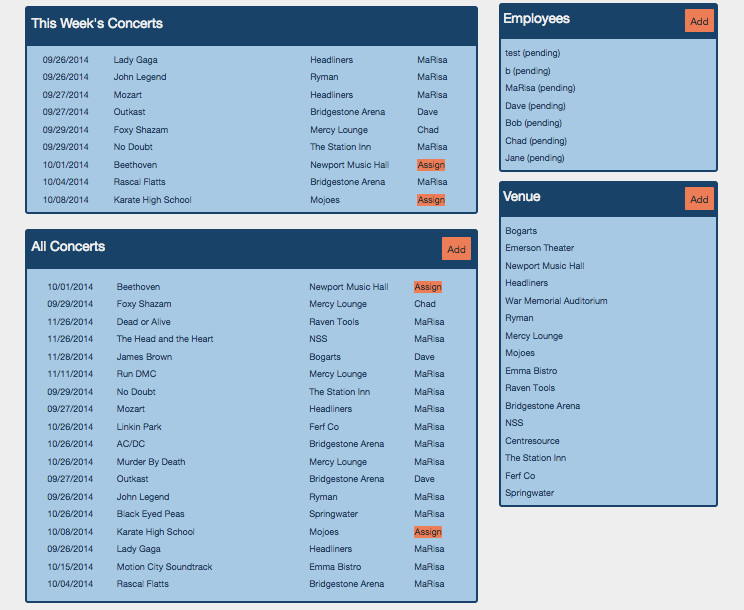 This Week's Concerts
09/26/2014 Lady Gaga Headliners MaRisa
09/26/2014 John Legend Ryman MaRisa
09/27/2014 Mozart Headliners MaRisa
09/27/2014 Outkast Bridgestone Arena Dave
09/29/2014 Foxy Shazam Mercy Lounge Chad
09/29/2014 No Doubt The Station Inn MaRisa
10/01/2014 Beethoven Newport Music Hall Assign
10/04/2014 Rascal Flatts Bridgestone Arena MaRisa
10/08/2014 Karate High School Mojoes Assign
All Concerts Add
10/01/2014 Beethoven Newport Music Hall Assign
09/29/2014 Foxy Shazam Mercy Lounge Chad
11/26/2014 Dead or Alive Raven Tools MaRisa
11/26/2014 The Head and the Heart NSS MaRisa
11/28/2014 James Brown Bogarts Dave
11/11/2014 Run DMC Mercy Lounge MaRisa
09/29/2014 No Doubt The Station Inn MaRisa
09/27/2014 Mozart Headliners MaRisa
10/26/2014 Linkin Park Ferf Co MaRisa
10/26/2014 AC/DC Bridgestone Arena MaRisa
10/26/2014 Murder By Death Mercy Lounge MaRisa
09/27/2014 Outkast Bridgestone Arena Dave
09/26/2014 John Legend Ryman MaRisa
10/26/2014 Black Eyed Peas Springwater MaRisa
10/08/2014 Karate High School Mojoes Assign
09/26/2014 Lady Gaga Headliners MaRisa
10/15/2014 Motion City Soundtrack Emma Bistro MaRisa
10/04/2014 Rascal Flatts Bridgestone Arena MaRisa
Employees Add
test (pending)
b (pending)
MaRisa (pending)
Dave (pending)
Bob (pending)
Chad (pending)
Jane (pending)
Venue Add
Bogarts
Emerson Theater
Newport Music Hall
Headliners
War Memorial Auditorium
Ryman
Mercy Lounge
Mojoes
Emma Bistro
Raven Tools
Bridgestone Arena
NSS
Centresource
The Station Inn
Ferf Co
Springwater